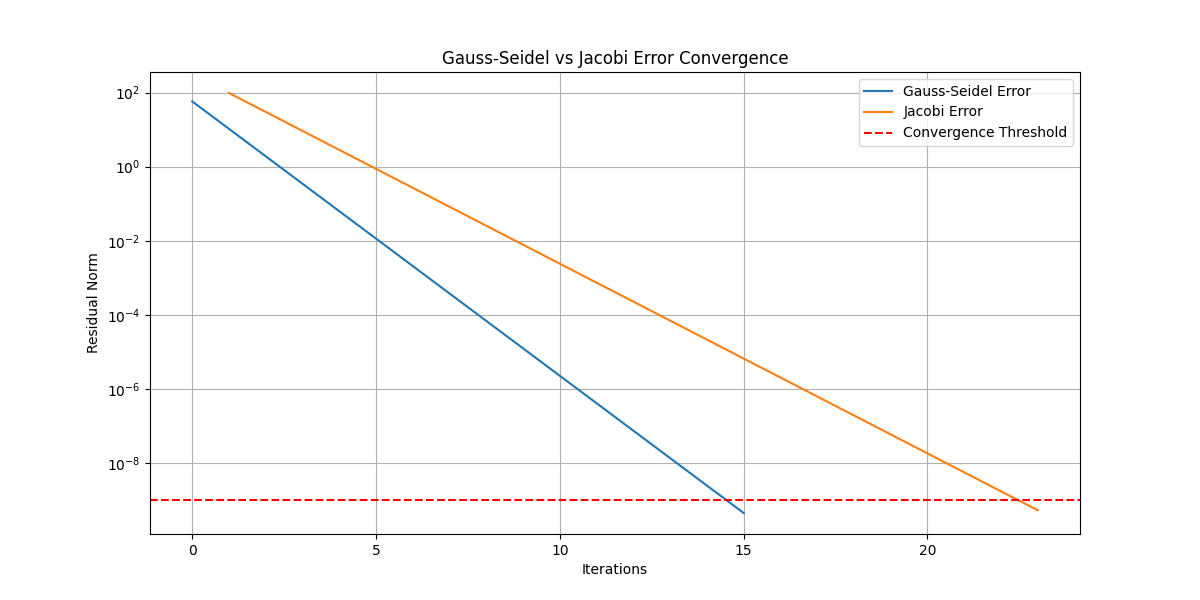 Gauss-Seidel vs Jacobi Error Convergence
Gauss-Seidel Error
Jacobi Error
Convergence Threshold
Residual Norm
10²
10⁰
10⁻²
10⁻⁴
10⁻⁶
10⁻⁸
0 5 10 15 20
Iterations